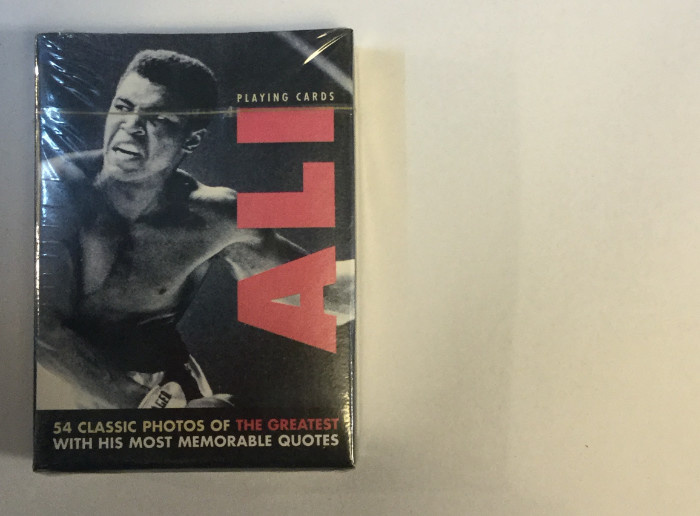 PLAYING CARDS
ALI
54 CLASSIC PHOTOS OF THE GREATEST
WITH HIS MOST MEMORABLE QUOTES